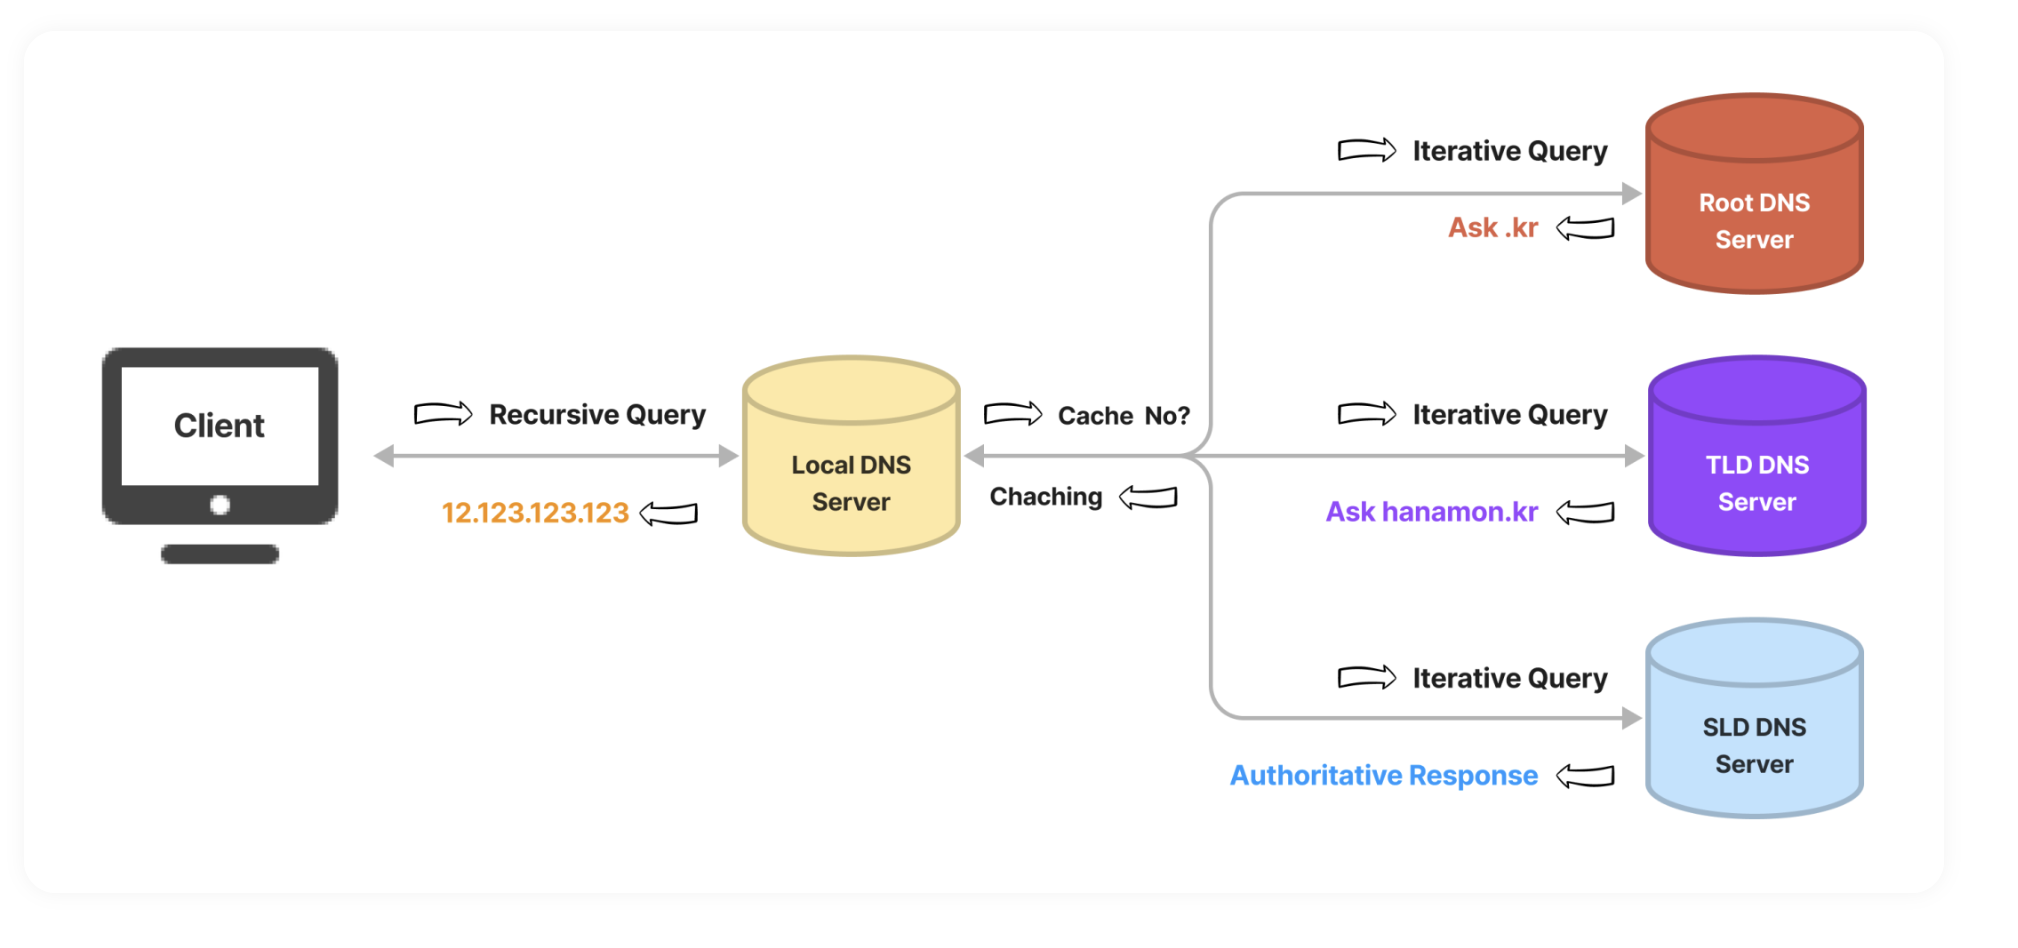 Client
Recursive Query
12.123.123.123
Local DNS
Server
Cache No?
Chaching
Iterative Query
Ask .kr
Root DNS
Server
Iterative Query
Ask hanamon.kr
TLD DNS
Server
Iterative Query
Authoritative Response
SLD DNS
Server